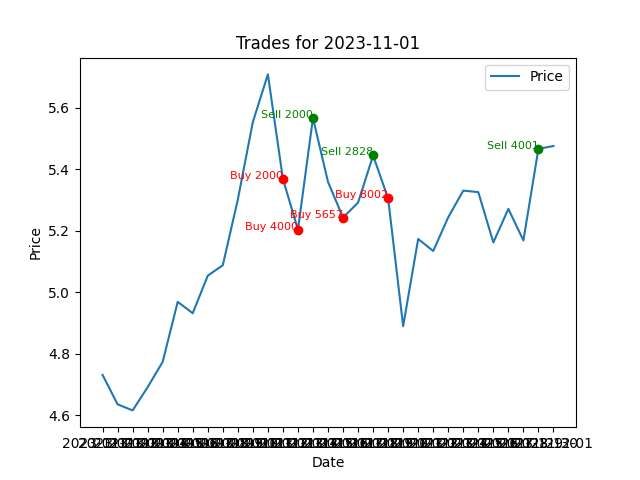 Trades for 2023-11-01
Price
5.6
Sell 2000
Sell 2828
Sell 4001
5.4
Buy 2000
Buy 8002
Buy 5657
Buy 4000
5.2
5.0
4.8
4.6
Price
Date